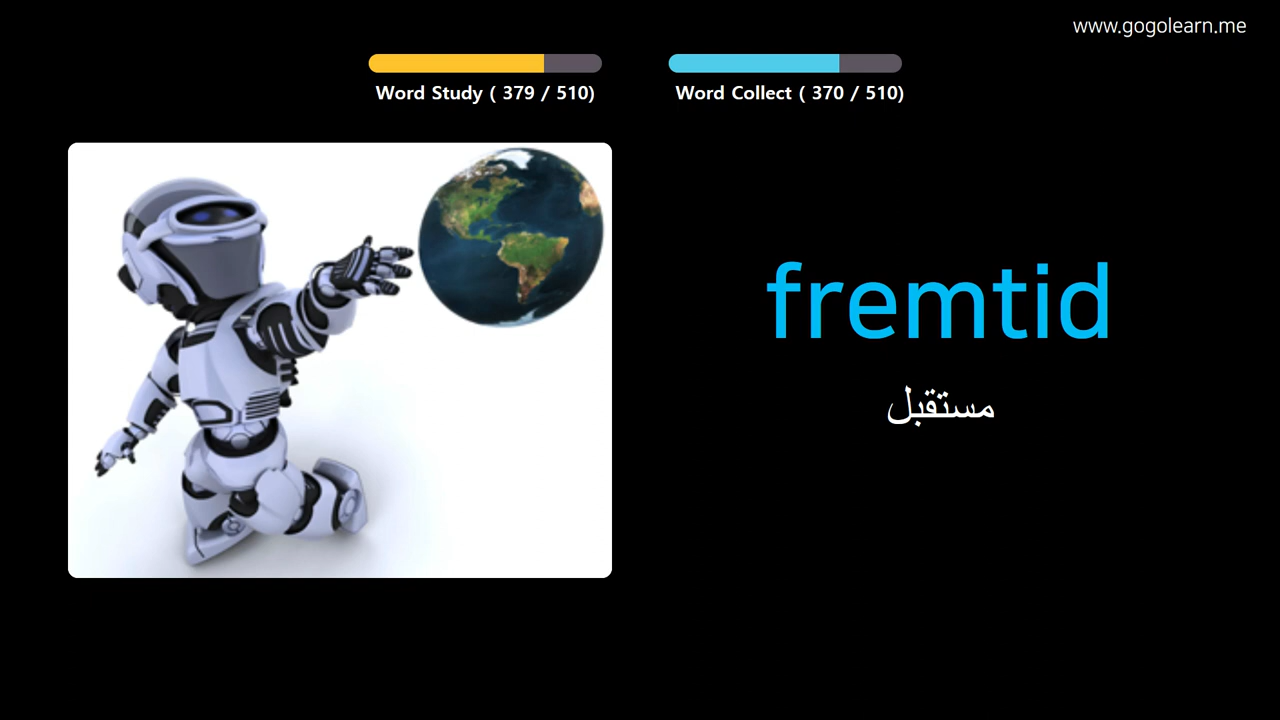 www.gogolearn.me
Word Study ( 379 / 510)
Word Collect ( 370 / 510)
fremtid
مستقبل